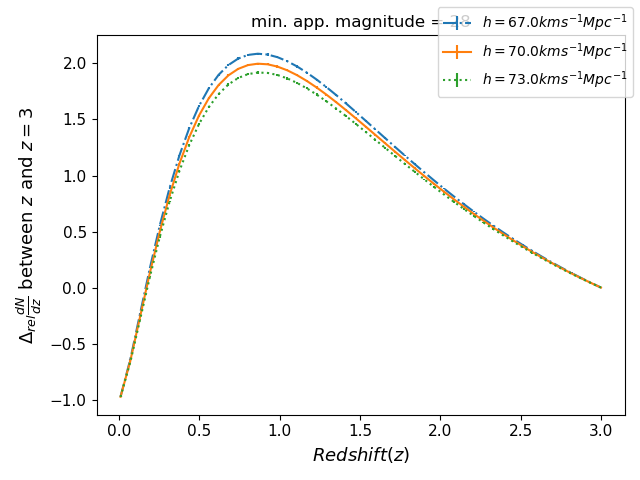 min. app. magnitude = 28
h = 67.0kms⁻¹Mpc⁻¹
h = 70.0kms⁻¹Mpc⁻¹
h = 73.0kms⁻¹Mpc⁻¹
2.0
1.5
1.0
0.5
0.0
−0.5
−1.0
Δrel dN/dz between z and z = 3
0.0 0.5 1.0 1.5 2.0 2.5 3.0
Redshift(z)